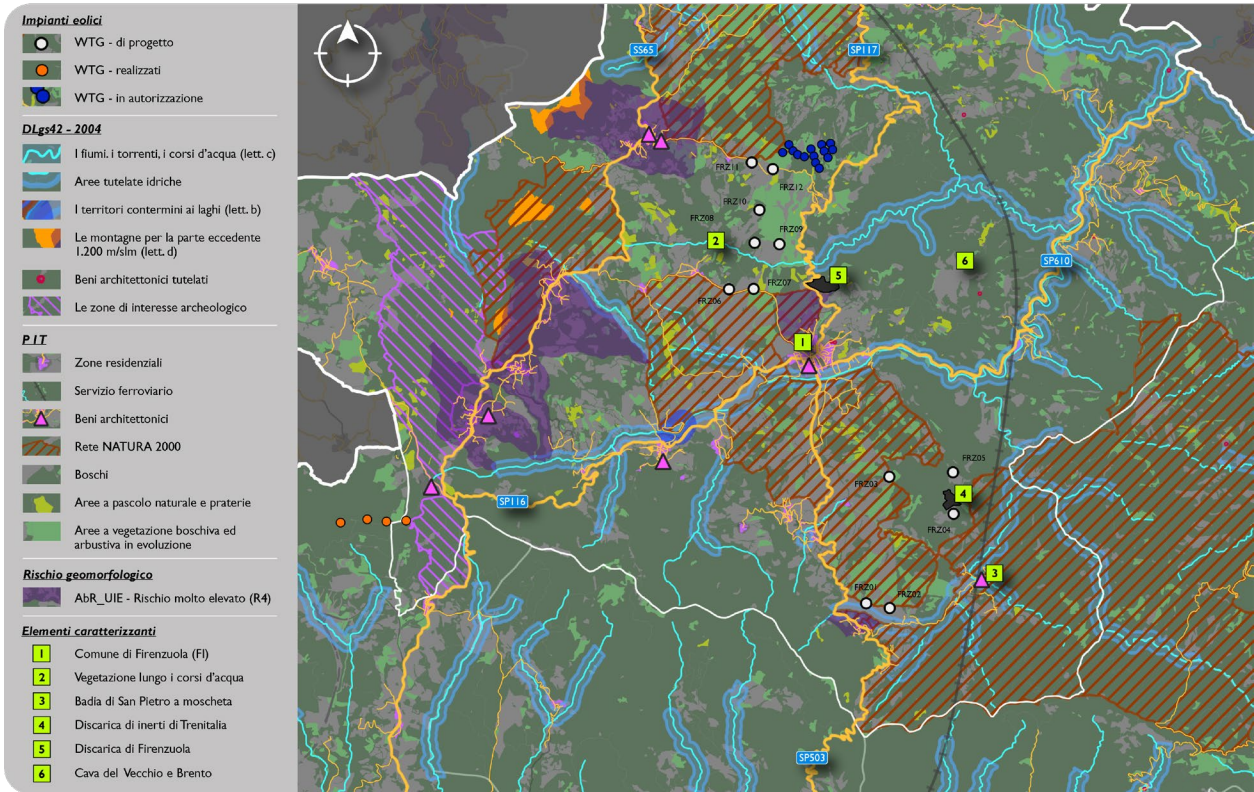 Impianti eolici
WTG - di progetto
WTG - realizzati
WTG - in autorizzazione
DLgs42 - 2004
I fiumi. i torrenti, i corsi d'acqua (lett. c)
Aree tutelate idriche
I territori contermini ai laghi (lett. b)
Le montagne per la parte eccedente
1.200 m/slm (lett. d)
Beni architettonici tutelati
Le zone di interesse archeologico
P I T
Zone residenziali
Servizio ferroviario
Beni architettonici
Rete NATURA 2000
Boschi
Aree a pascolo naturale e praterie
Aree a vegetazione boschiva ed
arbustiva in evoluzione
Rischio geomorfologico
AbR_UIE - Rischio molto elevato (R4)
Elementi caratterizzanti
1 Comune di Firenzuola (FI)
2 Vegetazione lungo i corsi d'acqua
3 Badia di San Pietro a moscheta
4 Discarica di inerti di Trenitalia
5 Discarica di Firenzuola
6 Cava del Vecchio e Brento
SS65
SP117
FRZ11
FRZ12
FRZ10
FRZ08
FRZ09
2
6
SP610
5
FRZ06
FRZ07
1
FRZ05
FRZ03
4
SP116
FRZ04
3
FRZ01
FRZ02
SP503